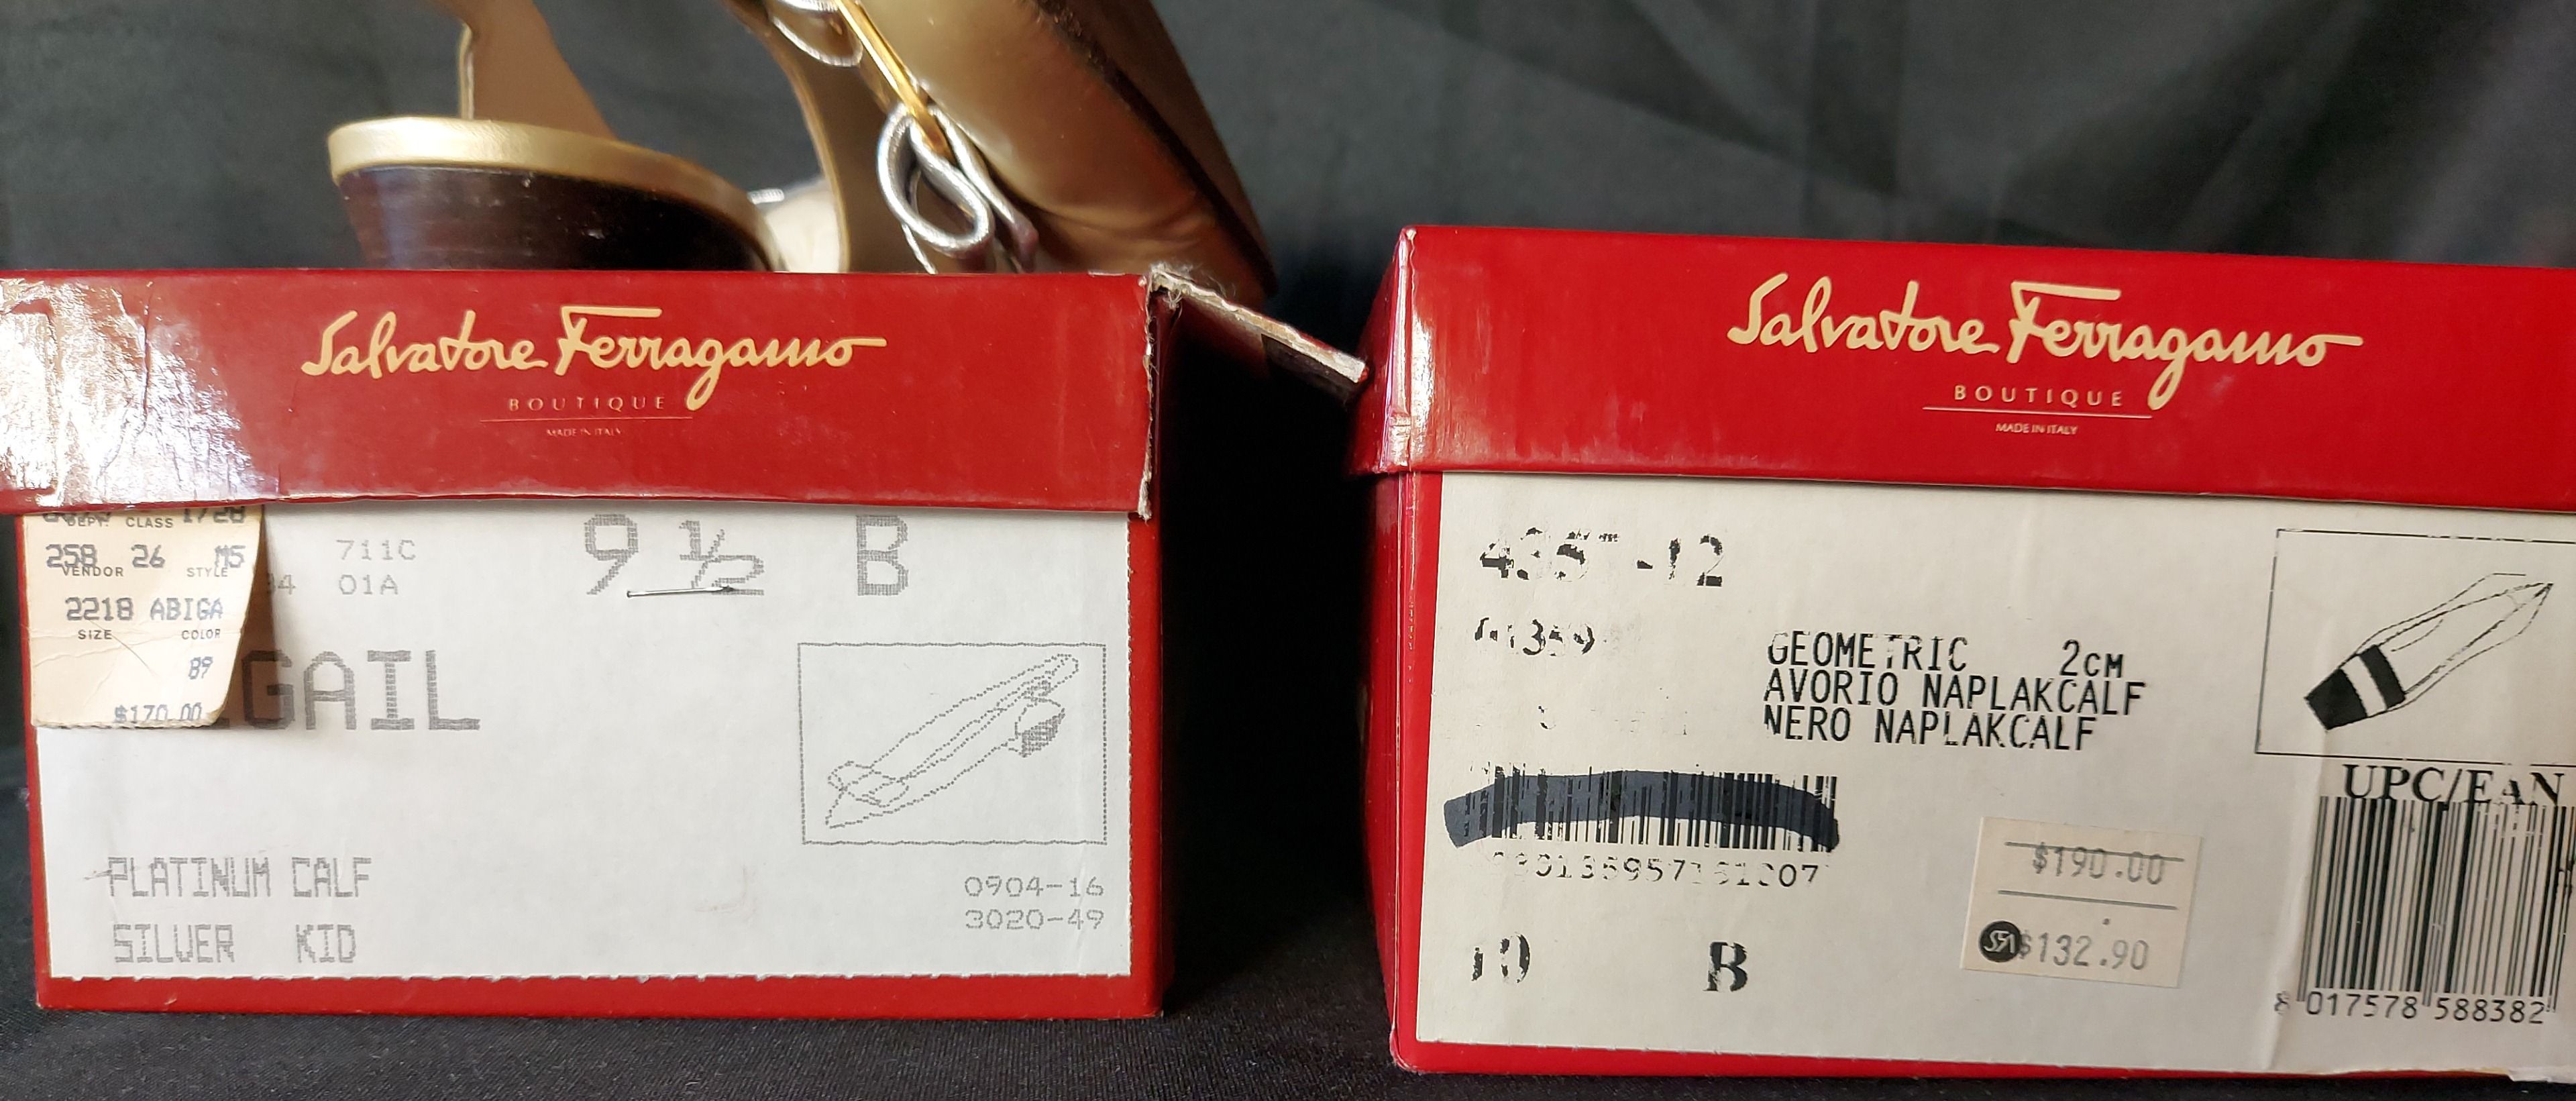 Salvatore Ferragamo
BOUTIQUE
MADE IN ITALY
DEPT. CLASS
258 26 M5
VENDOR STYLE
2218 ABIGA
SIZE COLOR
89
$170.00
711C
01A
9 1/2 B
GAIL
PLATINUM CALF
SILVER KID
0904-16
3020-49
Salvatore Ferragamo
BOUTIQUE
MADE IN ITALY
GEOMETRIC 2CM
AVORIO NAPLAKCALF
NERO NAPLAKCALF
10 B
$190.00
$132.90
UPC/EAN
8 017578 588382